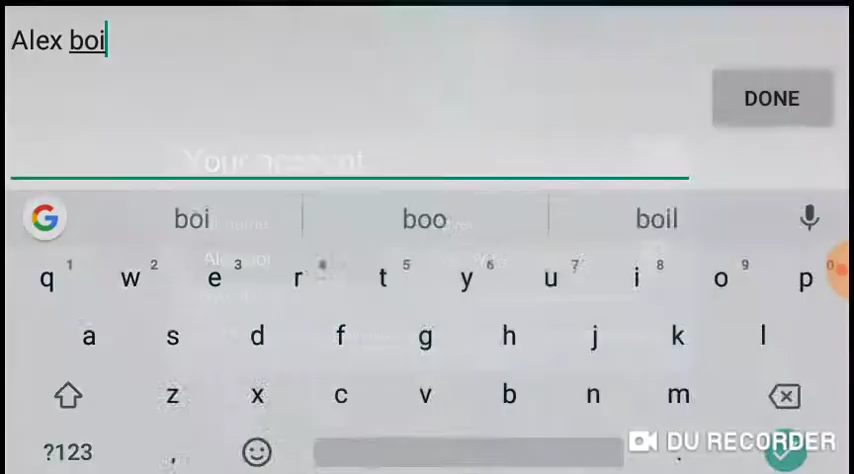 Alex boi
DONE
Your account
boi boo boil
q 1 w 2 e 3 r 4 t 5 y 6 u 7 i 8 o 9 p 0
a s d f g h j k l
z x c v b n m
?123 , .
DU RECORDER